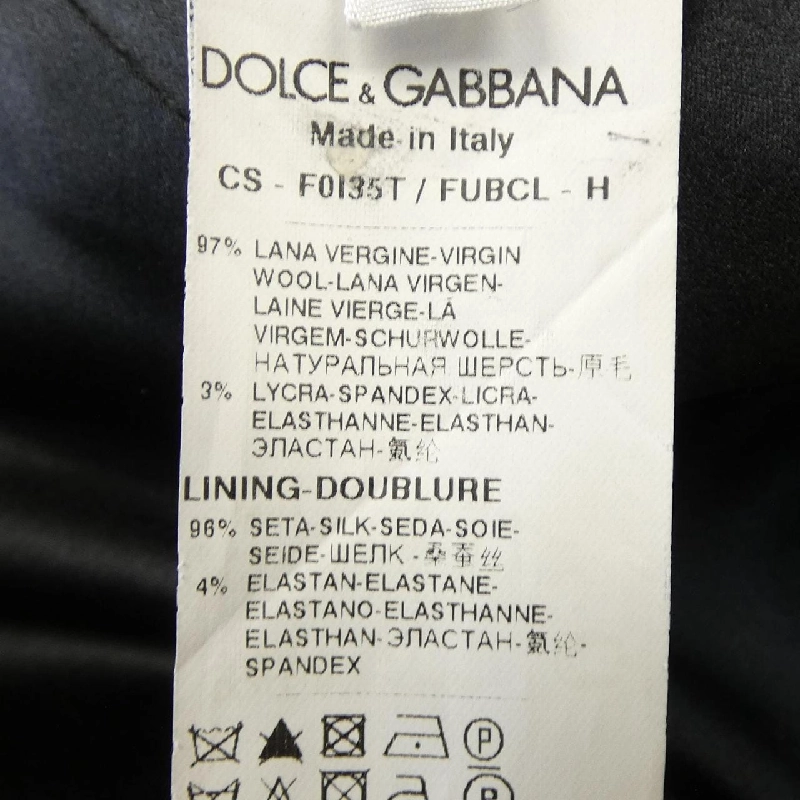 DOLCE & GABBANA
Made in Italy
CS - F0I35T / FUBCL - H
97% LANA VERGINE-VIRGIN
WOOL-LANA VIRGEN-
LAINE VIERGE-LÃ
VIRGEM-SCHURWOLLE-
НАТУРАЛЬНАЯ ШЕРСТЬ-原毛
3% LYCRA-SPANDEX-LICRA-
ELASTHANNE-ELASTHAN-
ЭЛАСТАН-氨纶
LINING-DOUBLURE
96% SETA-SILK-SEDA-SOIE-
SEIDE-ШЕЛК -桑蚕丝
4% ELASTAN-ELASTANE-
ELASTANO-ELASTHANNE-
ELASTHAN-ЭЛАСТАН-氨纶-
SPANDEX
P
P